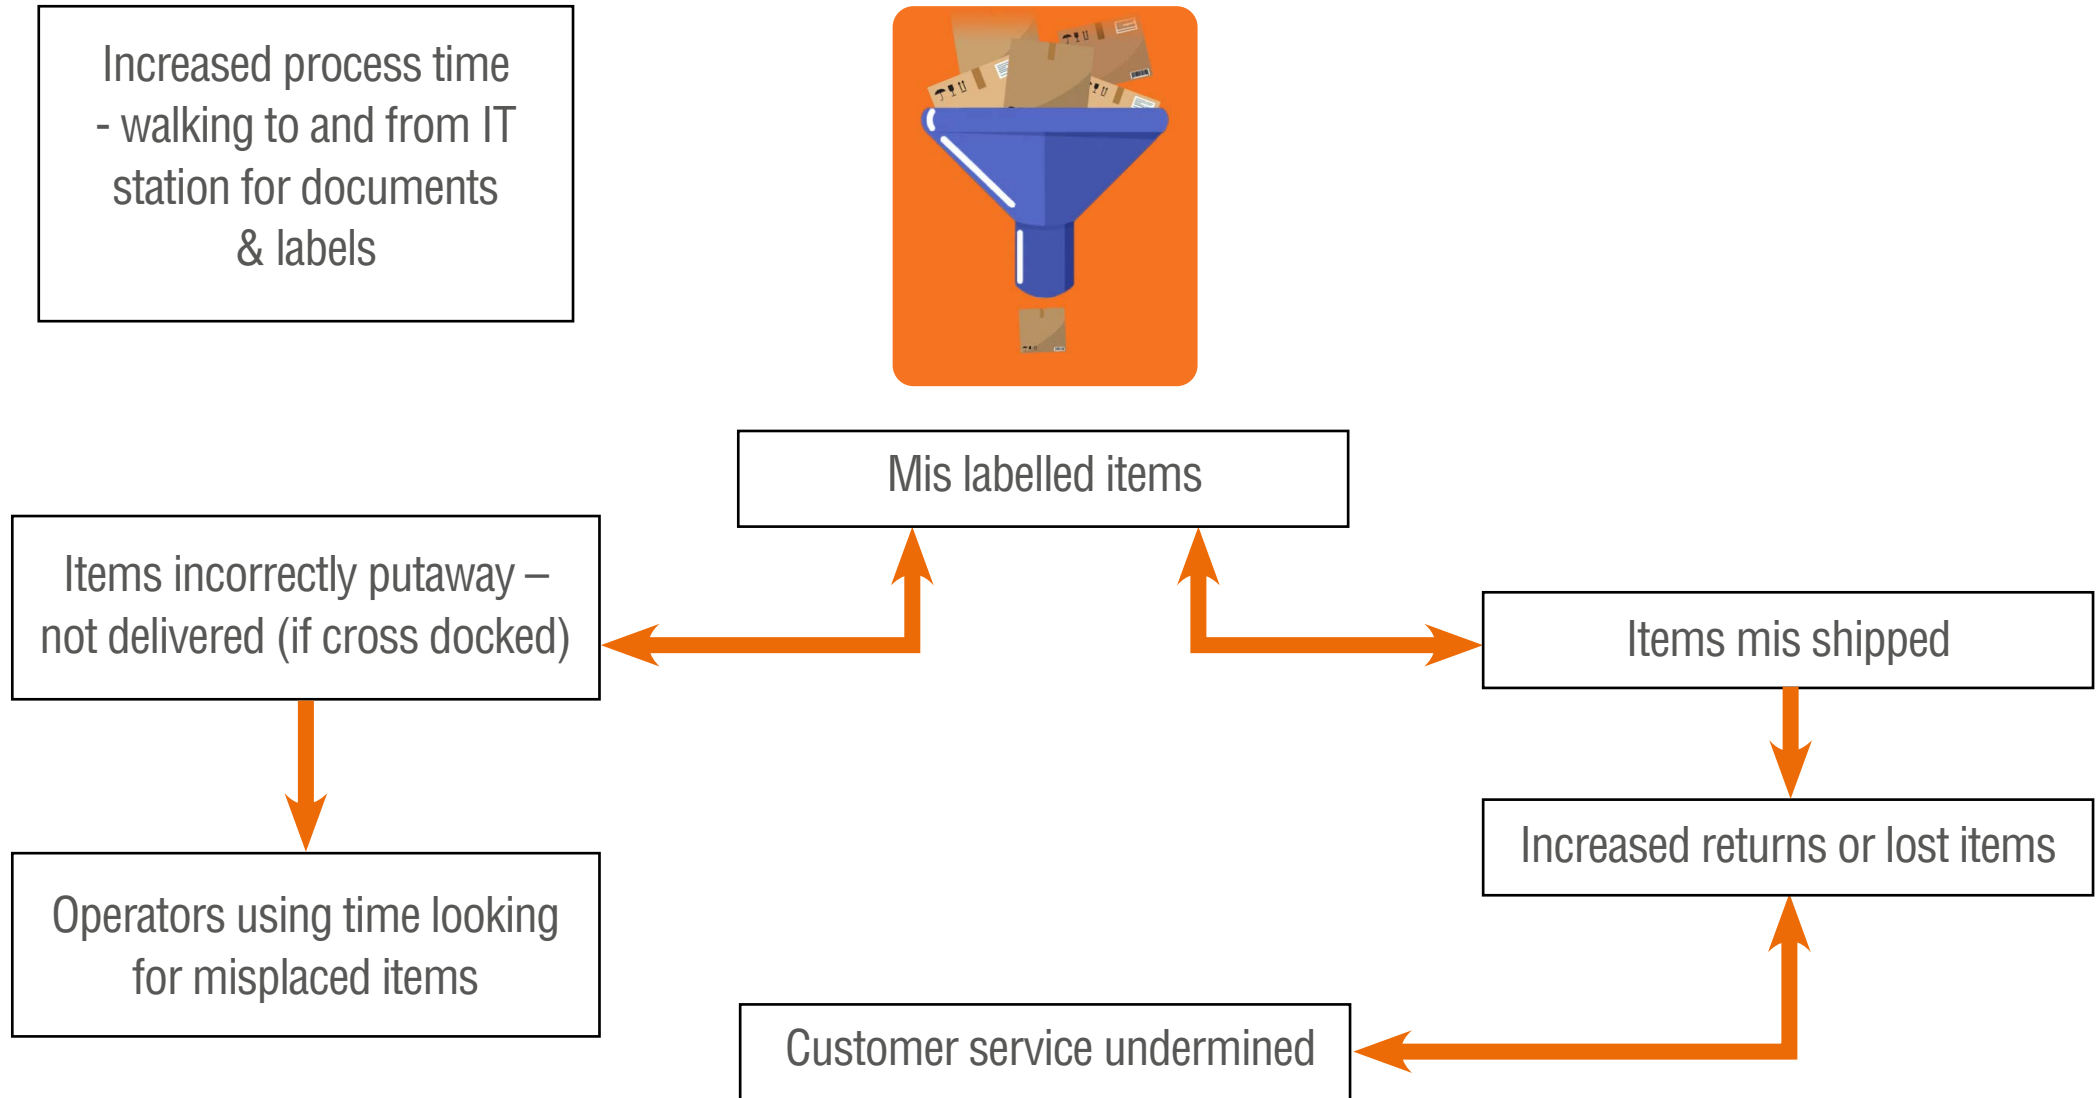 Increased process time
- walking to and from IT
station for documents
& labels
Mis labelled items
Items incorrectly putaway –
not delivered (if cross docked)
Items mis shipped
Increased returns or lost items
Operators using time looking
for misplaced items
Customer service undermined